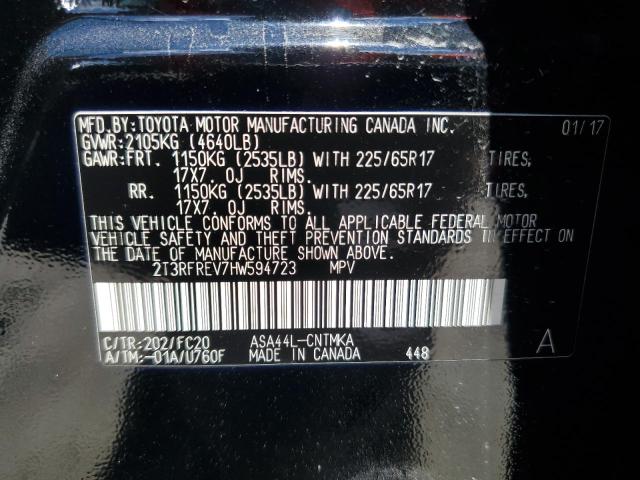 MFD.BY:TOYOTA MOTOR MANUFACTURING CANADA INC. 01/17
GVWR:2105KG (4640LB)
GAWR:FRT. 1150KG (2535LB) WITH 225/65R17 TIRES,
17X7.0J RIMS.
RR. 1150KG (2535LB) WITH 225/65R17 TIRES,
17X7.0J RIMS.
THIS VEHICLE CONFORMS TO ALL APPLICABLE FEDERAL MOTOR
VEHICLE SAFETY AND THEFT PREVENTION STANDARDS IN EFFECT ON
THE DATE OF MANUFACTURE SHOWN ABOVE.
2T3RFREV7HW594723 MPV
C/TR:202/FC20 ASA44L-CNTMKA
A/TM:-01A/U760F MADE IN CANADA 448 A